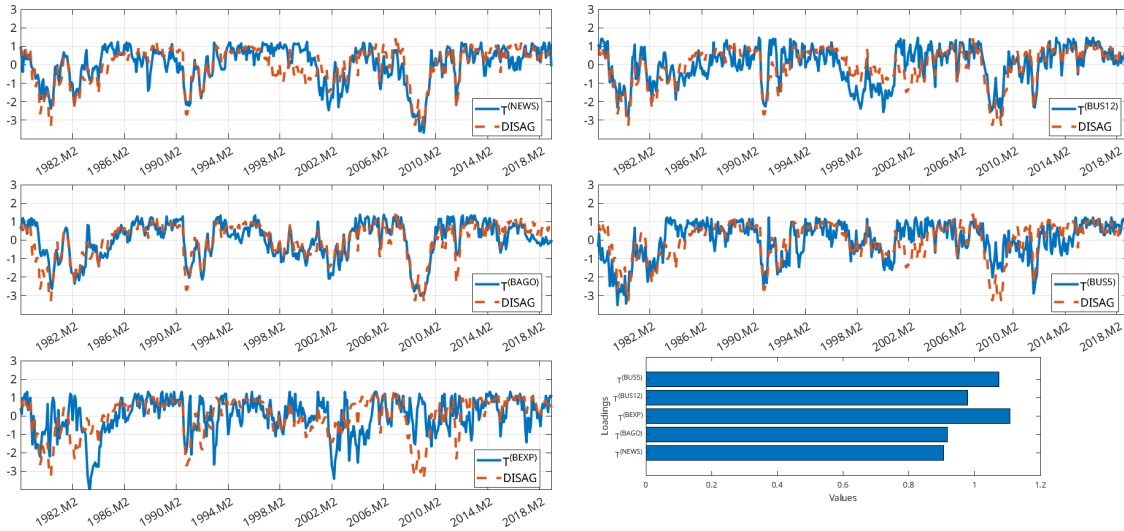 3
2
1
0
-1
-2
-3
T(NEWS)
DISAG
1982.M2
1986.M2
1990.M2
1994.M2
1998.M2
2002.M2
2006.M2
2010.M2
2014.M2
2018.M2
3
2
1
0
-1
-2
-3
T(BUS12)
DISAG
1982.M2
1986.M2
1990.M2
1994.M2
1998.M2
2002.M2
2006.M2
2010.M2
2014.M2
2018.M2
3
2
1
0
-1
-2
-3
T(BAGO)
DISAG
1982.M2
1986.M2
1990.M2
1994.M2
1998.M2
2002.M2
2006.M2
2010.M2
2014.M2
2018.M2
3
2
1
0
-1
-2
-3
T(BUS5)
DISAG
1982.M2
1986.M2
1990.M2
1994.M2
1998.M2
2002.M2
2006.M2
2010.M2
2014.M2
2018.M2
3
2
1
0
-1
-2
-3
T(BEXP)
DISAG
1982.M2
1986.M2
1990.M2
1994.M2
1998.M2
2002.M2
2006.M2
2010.M2
2014.M2
2018.M2
Loadings
T(BUS5)
T(BUS12)
T(BEXP)
T(BAGO)
T(NEWS)
0
0.2
0.4
0.6
0.8
1
1.2
Values